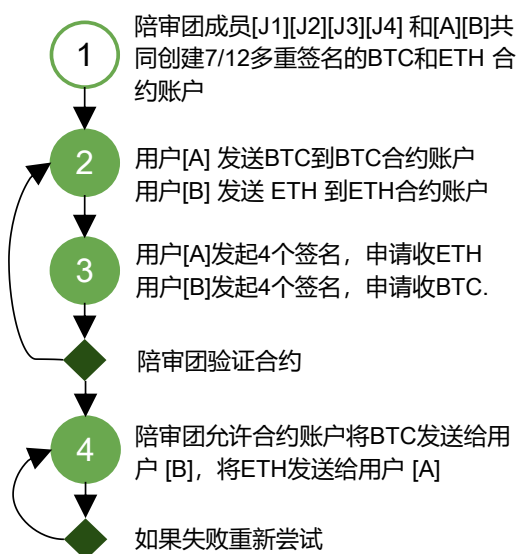 1
陪审团成员[J1][J2][J3][J4] 和[A][B]共
同创建7/12多重签名的BTC和ETH 合
约账户
2
用户[A] 发送BTC到BTC合约账户
用户[B] 发送 ETH 到ETH合约账户
3
用户[A]发起4个签名，申请收ETH
用户[B]发起4个签名，申请收BTC.
陪审团验证合约
4
陪审团允许合约账户将BTC发送给用
户 [B]，将ETH发送给用户 [A]
如果失败重新尝试